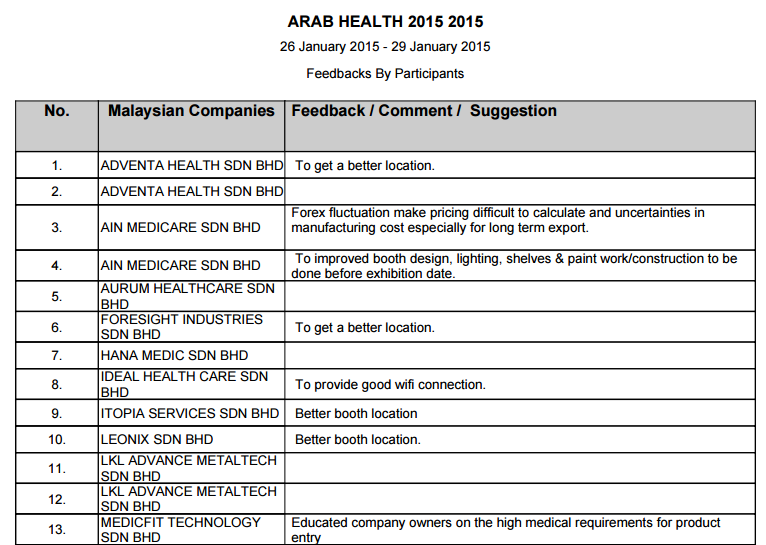 ARAB HEALTH 2015 2015
26 January 2015 - 29 January 2015
Feedbacks By Participants
No. Malaysian Companies Feedback / Comment / Suggestion
1. ADVENTA HEALTH SDN BHD To get a better location.
2. ADVENTA HEALTH SDN BHD
3. AIN MEDICARE SDN BHD Forex fluctuation make pricing difficult to calculate and uncertainties in
manufacturing cost especially for long term export.
4. AIN MEDICARE SDN BHD To improved booth design, lighting, shelves & paint work/construction to be
done before exhibition date.
5. AURUM HEALTHCARE SDN
BHD
6. FORESIGHT INDUSTRIES
SDN BHD To get a better location.
7. HANA MEDIC SDN BHD
8. IDEAL HEALTH CARE SDN
BHD To provide good wifi connection.
9. ITOPIA SERVICES SDN BHD Better booth location
10. LEONIX SDN BHD Better booth location.
11. LKL ADVANCE METALTECH
SDN BHD
12. LKL ADVANCE METALTECH
SDN BHD
13. MEDICFIT TECHNOLOGY
SDN BHD Educated company owners on the high medical requirements for product
entry